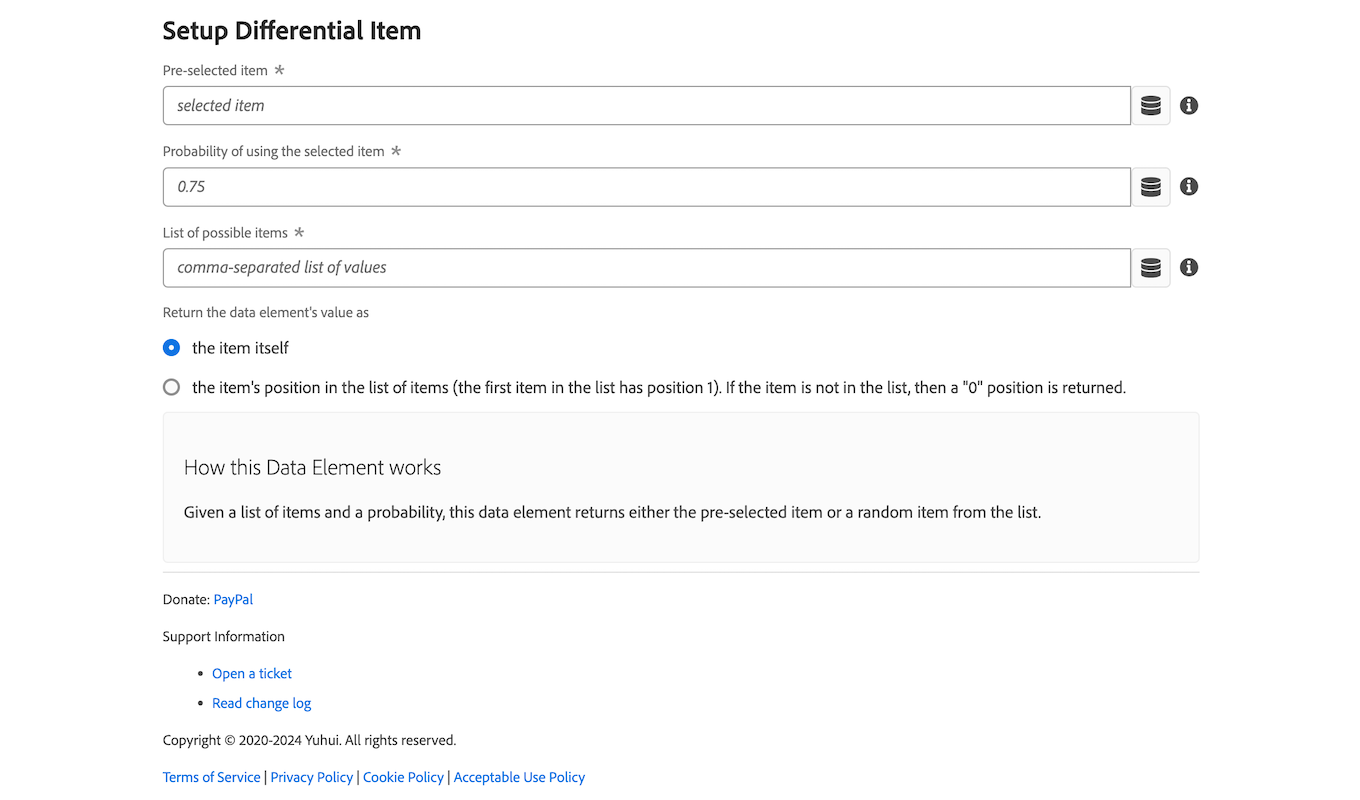 Setup Differential Item
Pre-selected item *
selected item
Probability of using the selected item *
0.75
List of possible items *
comma-separated list of values
Return the data element's value as
the item itself
the item's position in the list of items (the first item in the list has position 1). If the item is not in the list, then a "0" position is returned.
How this Data Element works
Given a list of items and a probability, this data element returns either the pre-selected item or a random item from the list.
Donate: PayPal
Support Information
• Open a ticket
• Read change log
Copyright © 2020-2024 Yuhui. All rights reserved.
Terms of Service | Privacy Policy | Cookie Policy | Acceptable Use Policy